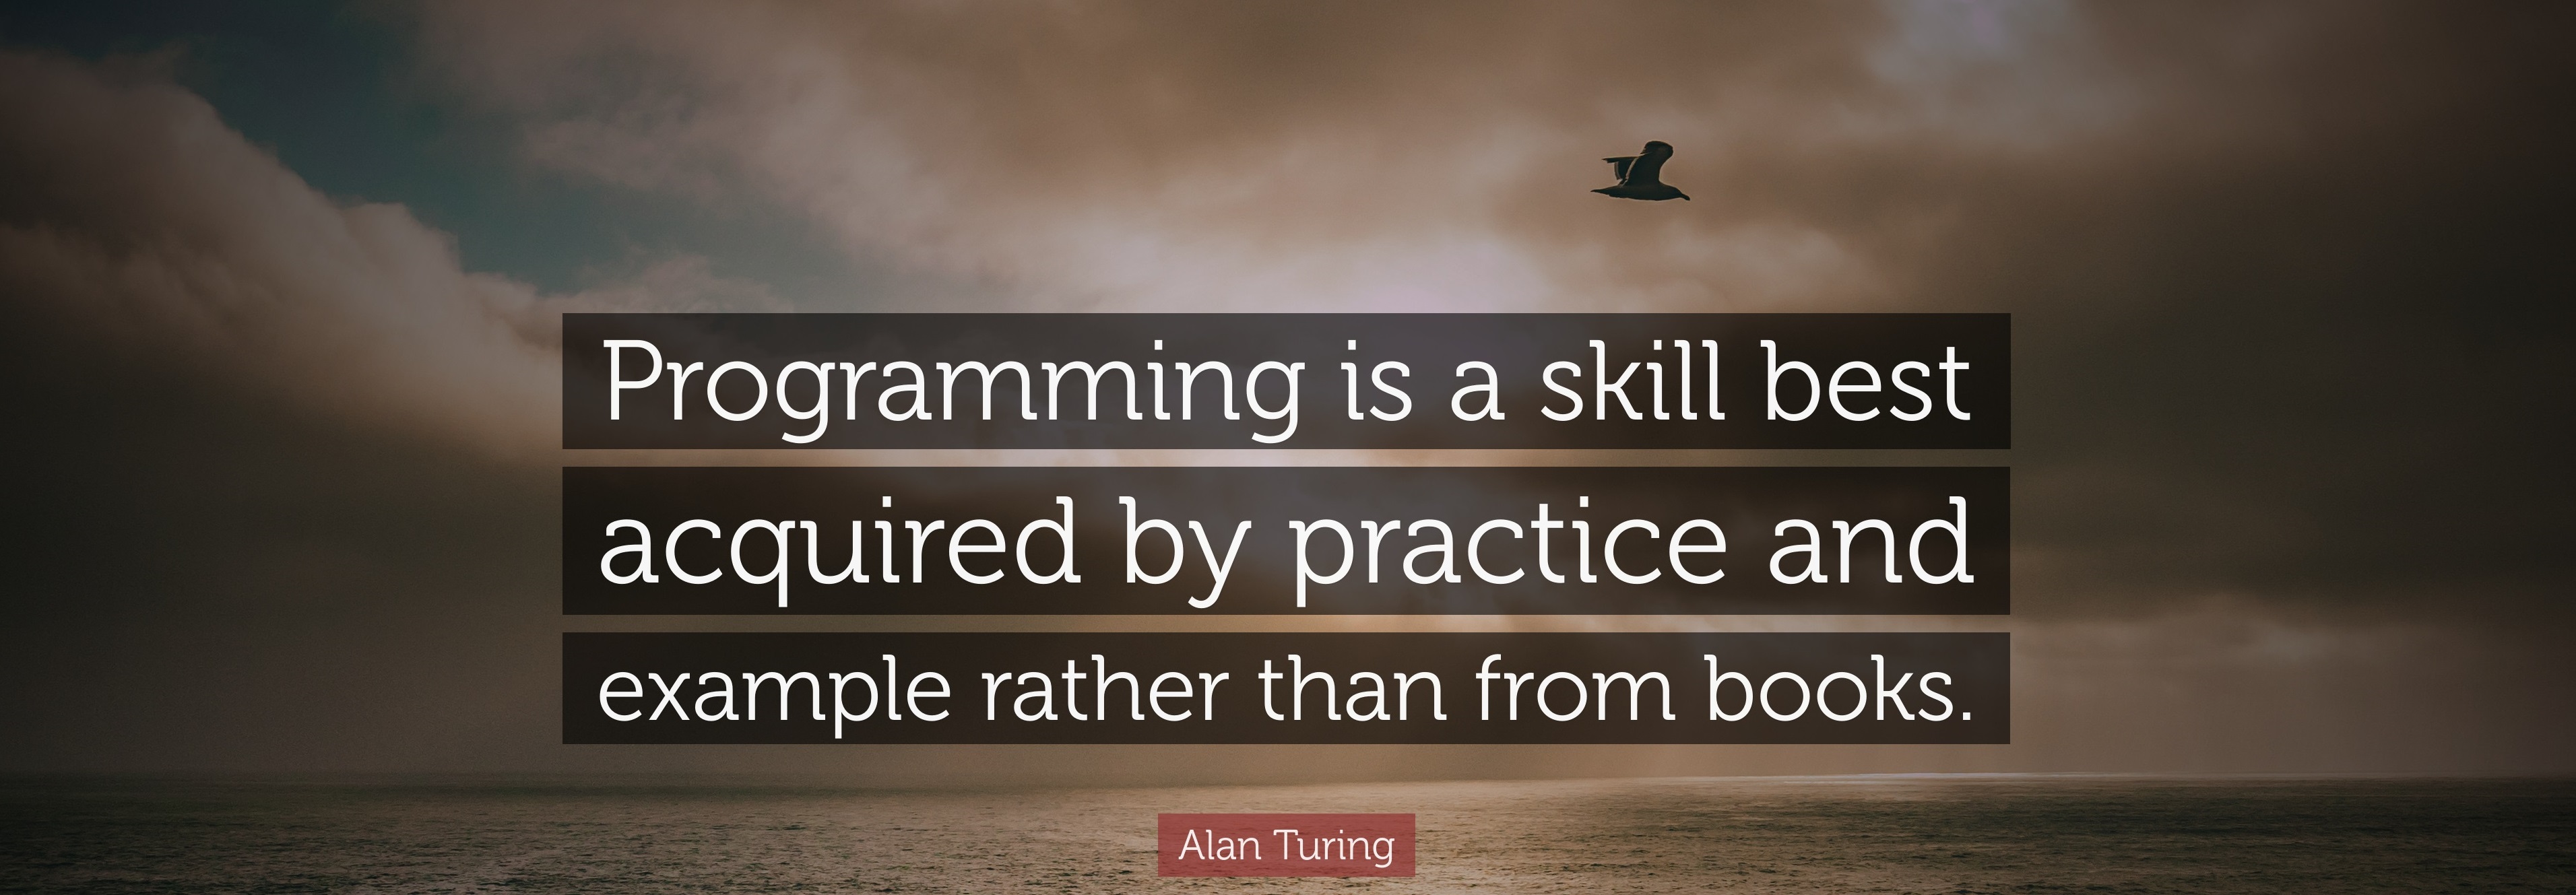 Programming is a skill best
acquired by practice and
example rather than from books.
Alan Turing